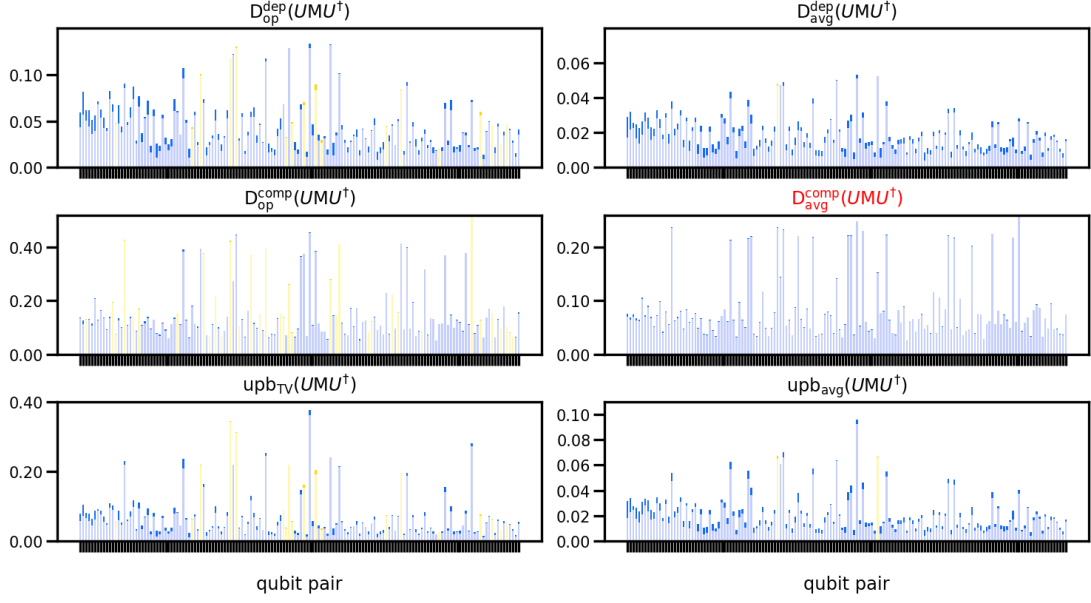 D_op^dep(UMU†)
D_avg^dep(UMU†)
0.10
0.05
0.00
0.06
0.04
0.02
0.00
D_op^comp(UMU†)
D_avg^comp(UMU†)
0.40
0.20
0.00
0.20
0.10
0.00
upb_TV(UMU†)
upb_avg(UMU†)
0.40
0.20
0.00
0.10
0.08
0.06
0.04
0.02
0.00
qubit pair
qubit pair